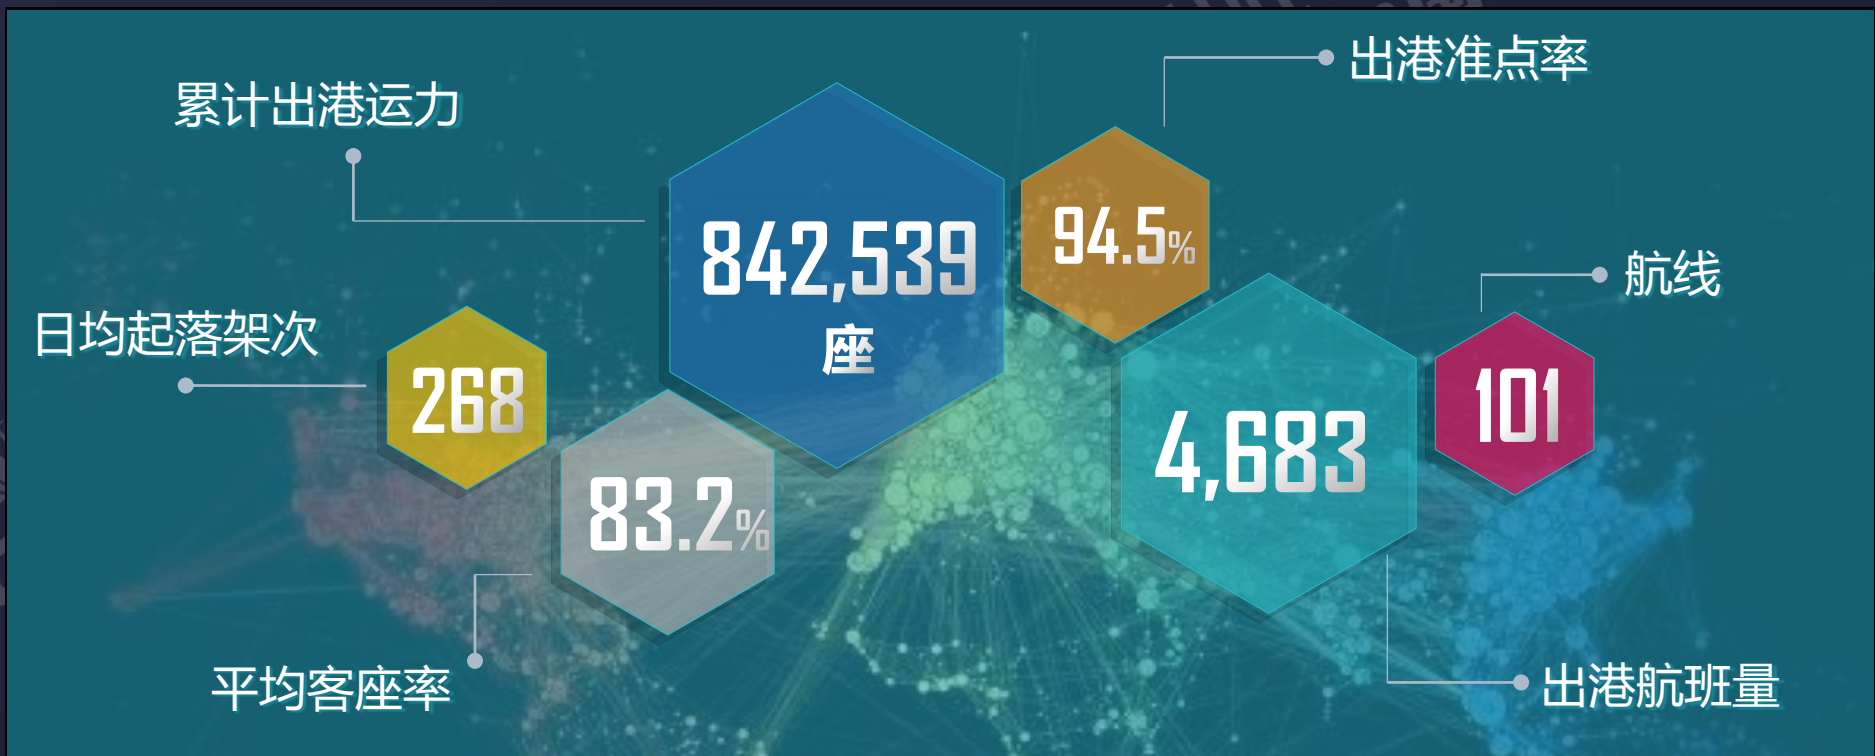 出港准点率
累计出港运力
842,539
座
94.5%
航线
101
日均起落架次
268
4,683
83.2%
平均客座率
出港航班量